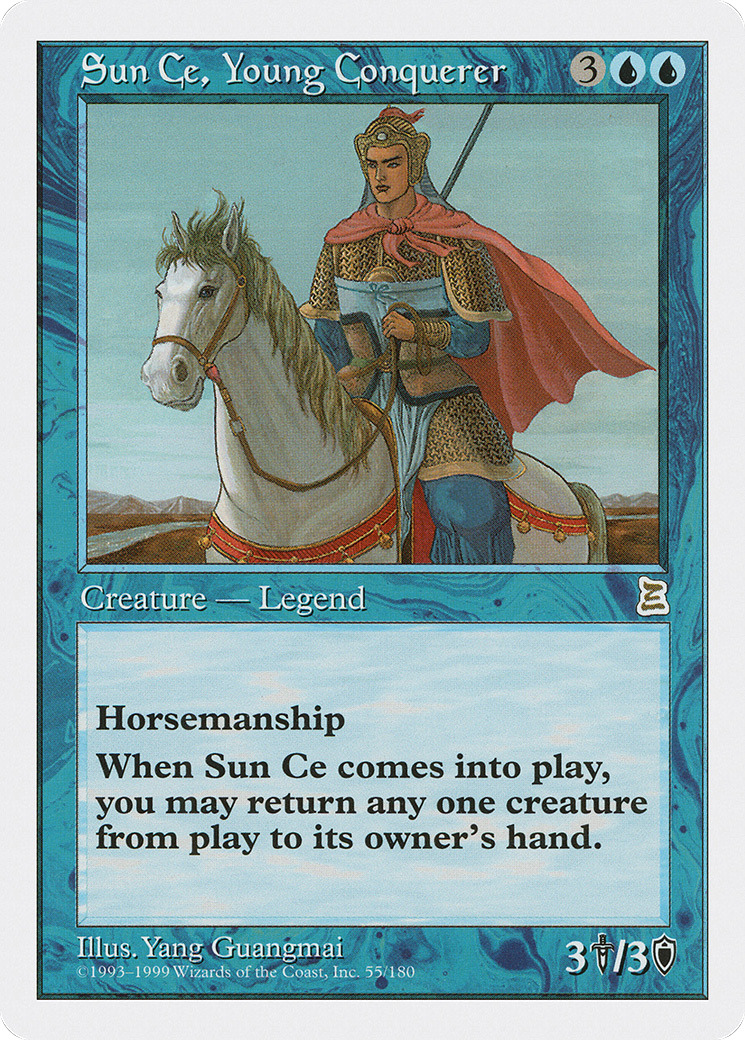 Sun Ce, Young Conquerer 3
Creature — Legend
Horsemanship
When Sun Ce comes into play,
you may return any one creature
from play to its owner's hand.
Illus. Yang Guangmai
©1993–1999 Wizards of the Coast, Inc. 55/180
3/3